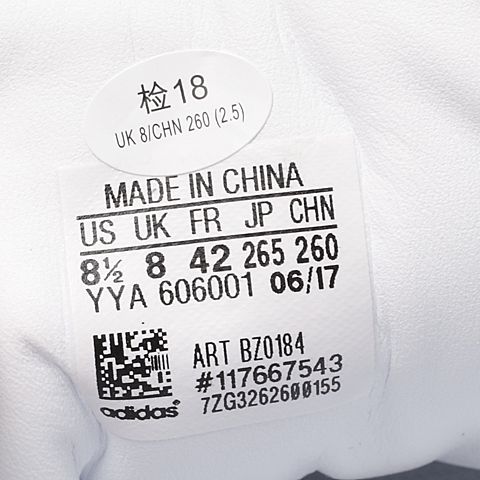 检18
UK 8/CHN 260 (2.5)
MADE IN CHINA
US UK FR JP CHN
8½ 8 42 265 260
YYA 606001 06/17
ART BZ0184
#117667543
7ZG3262600155
adidas